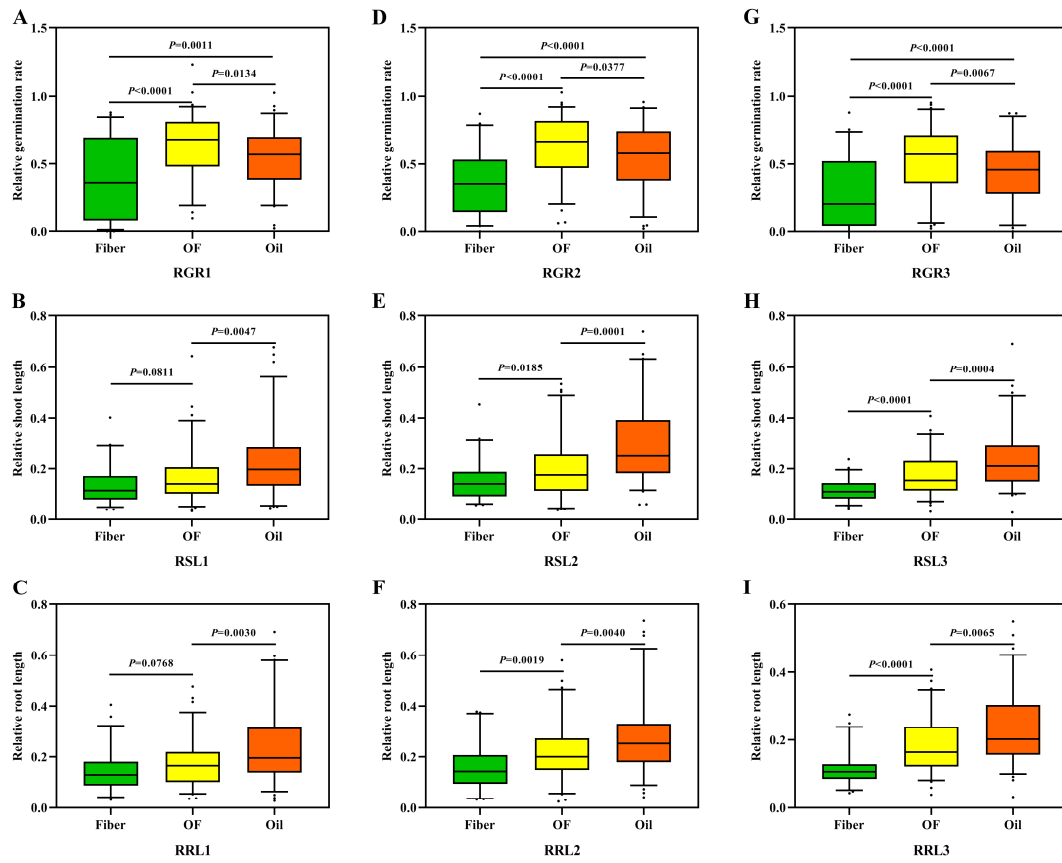 A
Relative germination rate
1.5
1.0
0.5
0.0
P=0.0011
P=0.0134
P<0.0001
Fiber OF Oil
RGR1
D
Relative germination rate
1.5
1.0
0.5
0.0
P<0.0001
P=0.0377
P<0.0001
Fiber OF Oil
RGR2
G
Relative germination rate
1.5
1.0
0.5
0.0
P<0.0001
P=0.0067
P<0.0001
Fiber OF Oil
RGR3
B
Relative shoot length
0.8
0.6
0.4
0.2
0.0
P=0.0047
P=0.0811
Fiber OF Oil
RSL1
E
Relative shoot length
0.8
0.6
0.4
0.2
0.0
P=0.0001
P=0.0185
Fiber OF Oil
RSL2
H
Relative shoot length
0.8
0.6
0.4
0.2
0.0
P=0.0004
P<0.0001
Fiber OF Oil
RSL3
C
Relative root length
0.8
0.6
0.4
0.2
0.0
P=0.0030
P=0.0768
Fiber OF Oil
RRL1
F
Relative root length
0.8
0.6
0.4
0.2
0.0
P=0.0040
P=0.0019
Fiber OF Oil
RRL2
I
Relative root length
0.6
0.4
0.2
0.0
P=0.0065
P<0.0001
Fiber OF Oil
RRL3